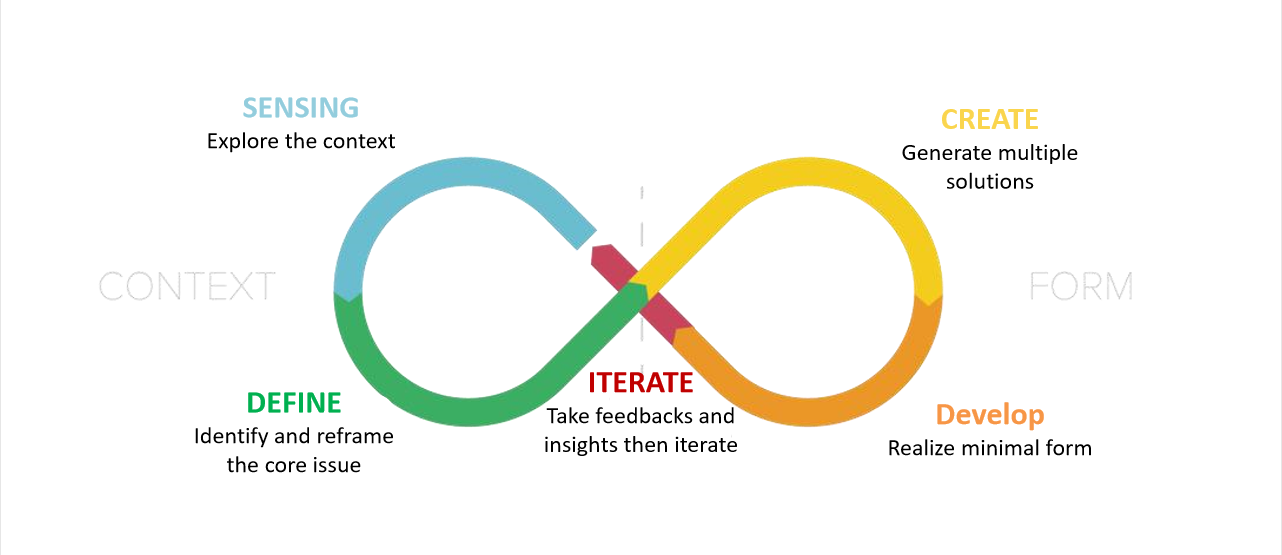 SENSING
Explore the context
CREATE
Generate multiple
solutions
CONTEXT
FORM
DEFINE
Identify and reframe
the core issue
ITERATE
Take feedbacks and
insights then iterate
Develop
Realize minimal form